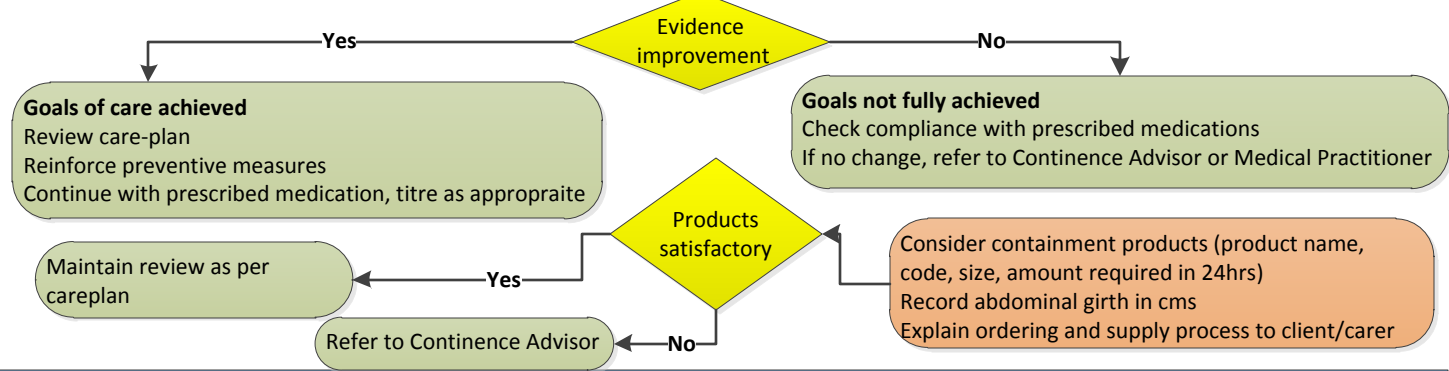 Evidence
improvement
Yes
No
Goals of care achieved
Review care-plan
Reinforce preventive measures
Continue with prescribed medication, titre as appropraite
Goals not fully achieved
Check compliance with prescribed medications
If no change, refer to Continence Advisor or Medical Practitioner
Products
satisfactory
Consider containment products (product name,
code, size, amount required in 24hrs)
Record abdominal girth in cms
Explain ordering and supply process to client/carer
Yes
Maintain review as per
careplan
No
Refer to Continence Advisor